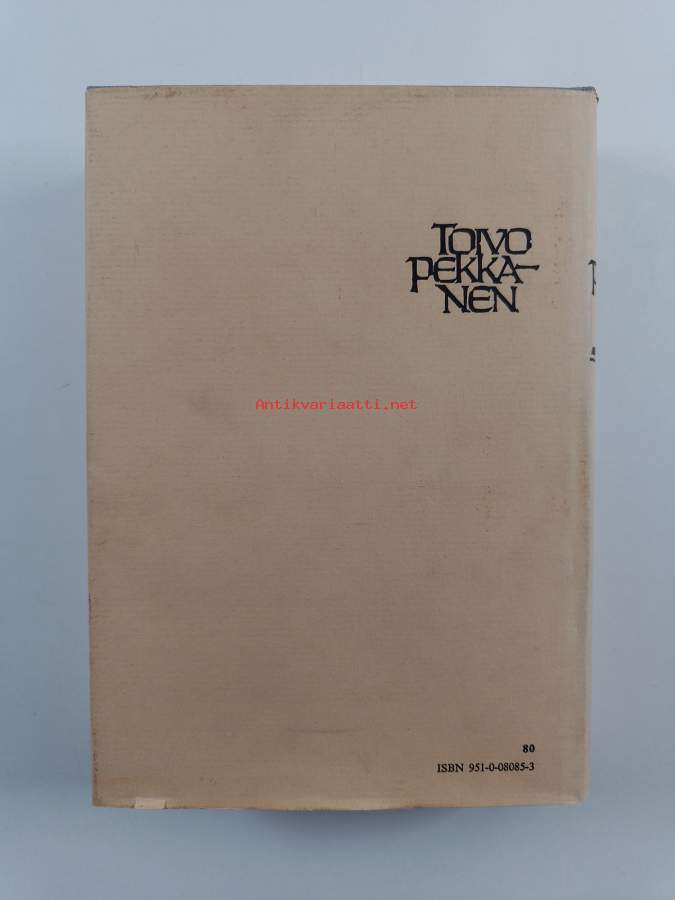 TOIVO
PEKKA-
NEN
Antikvariaatti.net
80
ISBN 951-0-08085-3